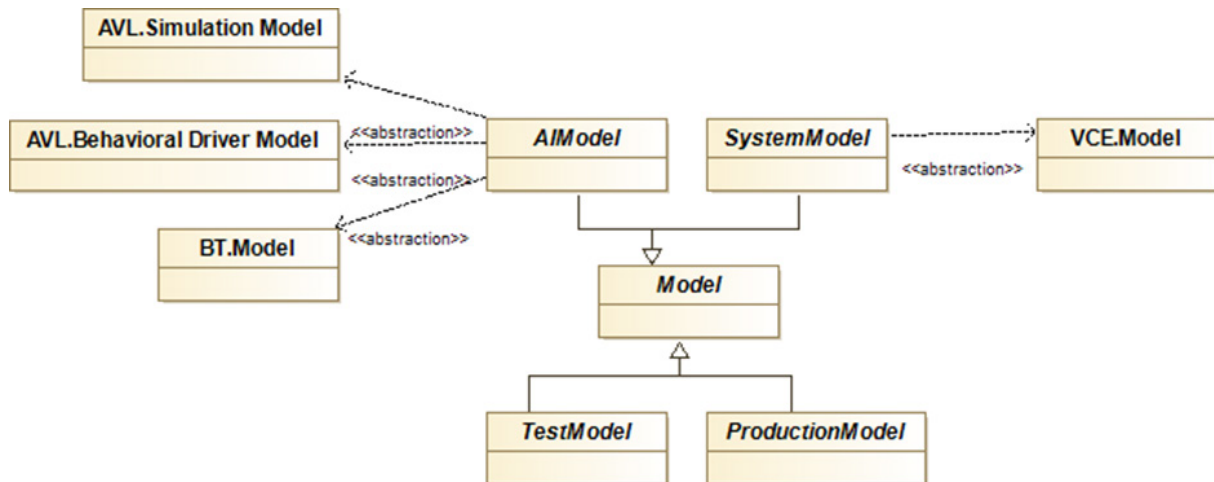 AVL.Simulation Model
AVL.Behavioral Driver Model
<<abstraction>>
AIModel
SystemModel
VCE.Model
<<abstraction>>
<<abstraction>>
BT.Model
<<abstraction>>
Model
TestModel
ProductionModel